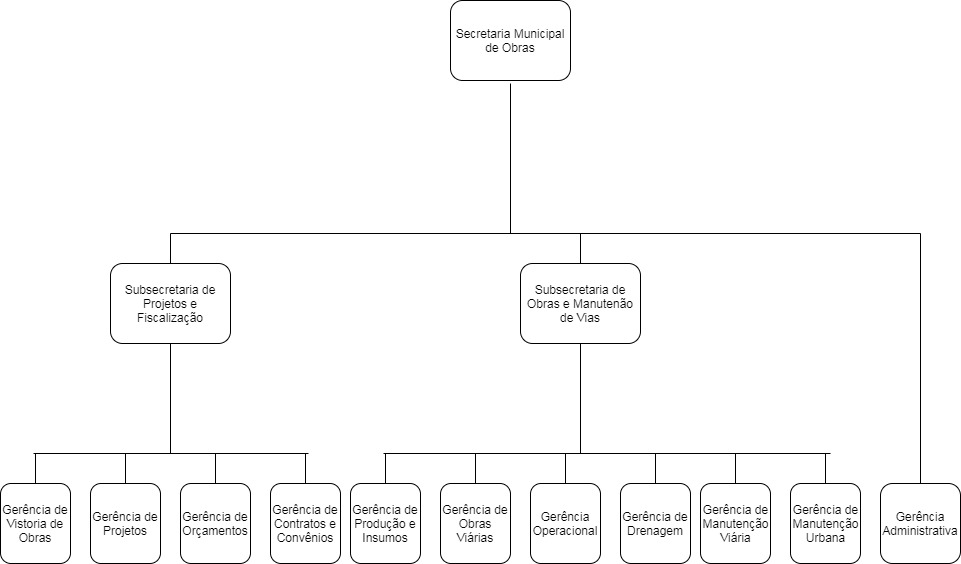 Secretaria Municipal
de Obras
Subsecretaria de
Projetos e
Fiscalização
Subsecretaria de
Obras e Manutenão
de Vias
Gerência de
Vistoria de
Obras
Gerência de
Projetos
Gerência de
Orçamentos
Gerência de
Contratos e
Convênios
Gerência de
Produção e
Insumos
Gerência de
Obras
Viárias
Gerência
Operacional
Gerência de
Drenagem
Gerência de
Manutenção
Viária
Gerência de
Manutenção
Urbana
Gerência
Administrativa